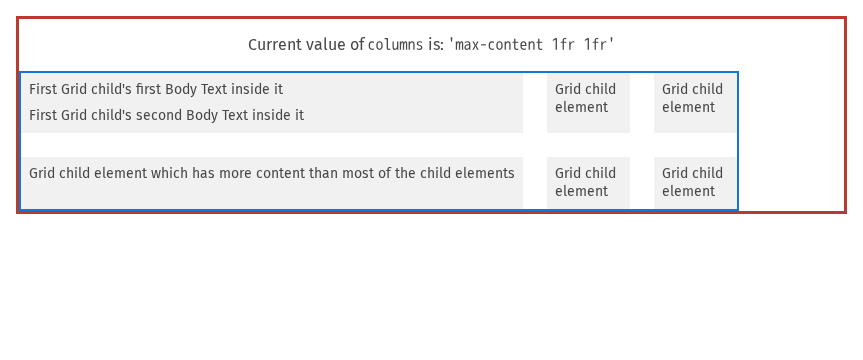 Current value of columns is: 'max-content 1fr 1fr'
First Grid child's first Body Text inside it
First Grid child's second Body Text inside it
Grid child
element
Grid child
element
Grid child element which has more content than most of the child elements
Grid child
element
Grid child
element